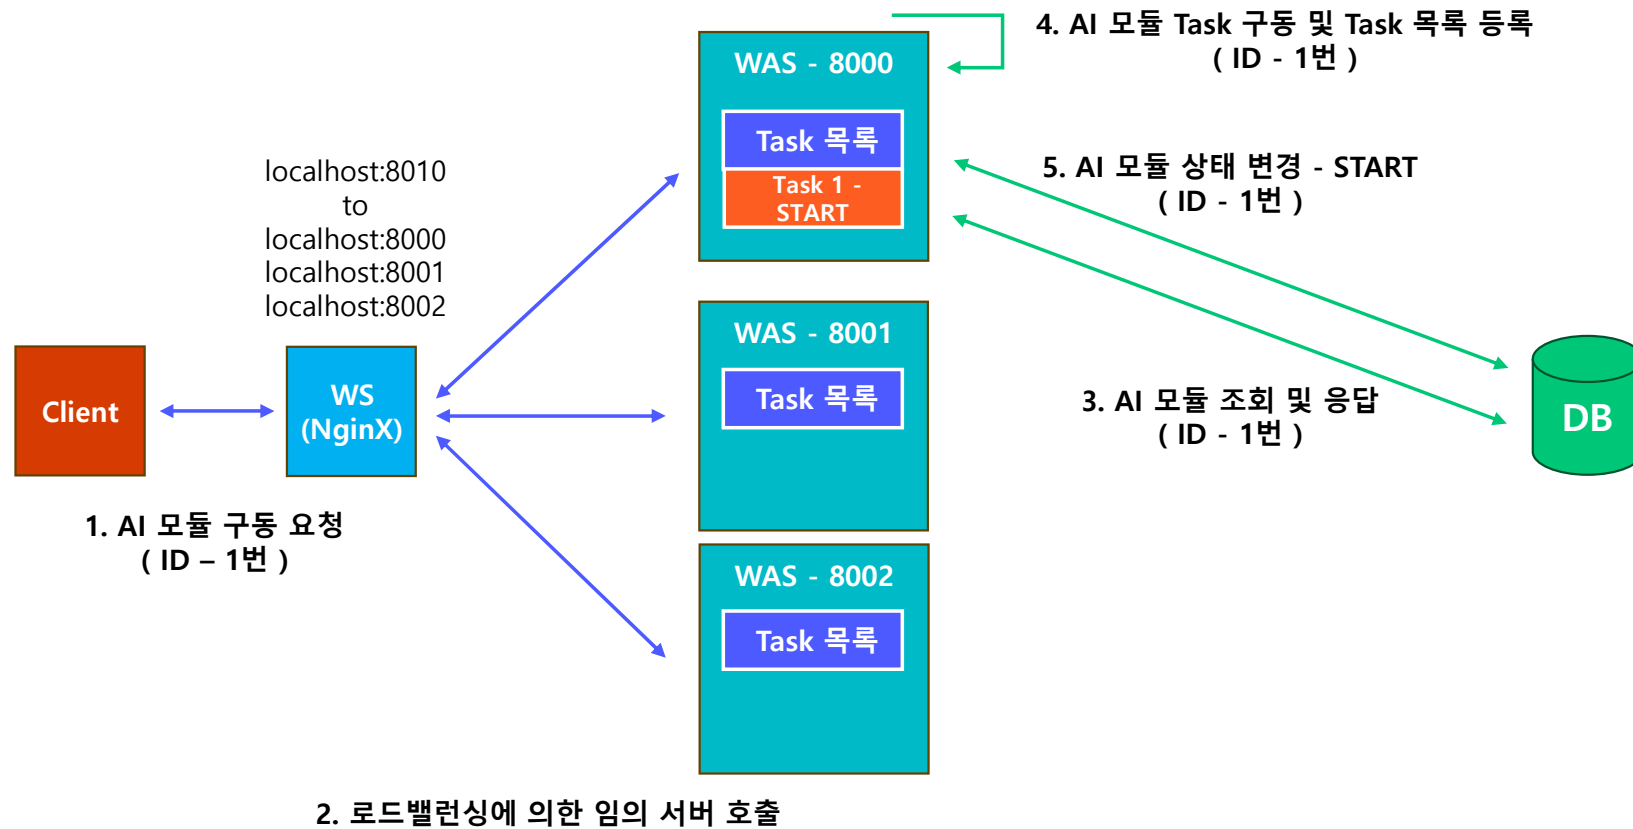 4. AI 모듈 Task 구동 및 Task 목록 등록
( ID - 1번 )
WAS - 8000
Task 목록
Task 1 -
START
localhost:8010
to
localhost:8000
localhost:8001
localhost:8002
5. AI 모듈 상태 변경 - START
( ID - 1번 )
WAS - 8001
Task 목록
Client
WS
(NginX)
3. AI 모듈 조회 및 응답
( ID - 1번 )
DB
1. AI 모듈 구동 요청
( ID – 1번 )
WAS - 8002
Task 목록
2. 로드밸런싱에 의한 임의 서버 호출